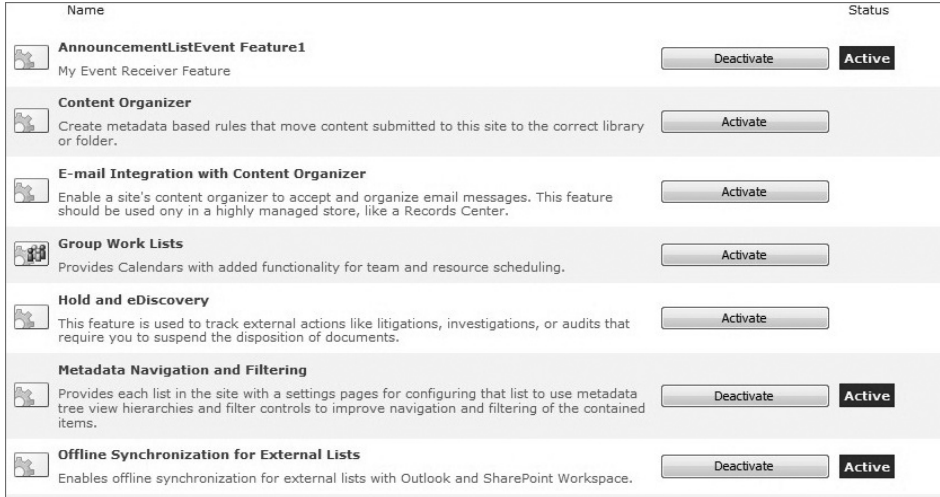 Name Status
AnnouncementListEvent Feature1
My Event Receiver Feature
Deactivate Active
Content Organizer
Create metadata based rules that move content submitted to this site to the correct library
or folder.
Activate
E-mail Integration with Content Organizer
Enable a site's content organizer to accept and organize email messages. This feature
should be used ony in a highly managed store, like a Records Center.
Activate
Group Work Lists
Provides Calendars with added functionality for team and resource scheduling.
Activate
Hold and eDiscovery
This feature is used to track external actions like litigations, investigations, or audits that
require you to suspend the disposition of documents.
Activate
Metadata Navigation and Filtering
Provides each list in the site with a settings pages for configuring that list to use metadata
tree view hierarchies and filter controls to improve navigation and filtering of the contained
items.
Deactivate Active
Offline Synchronization for External Lists
Enables offline synchronization for external lists with Outlook and SharePoint Workspace.
Deactivate Active